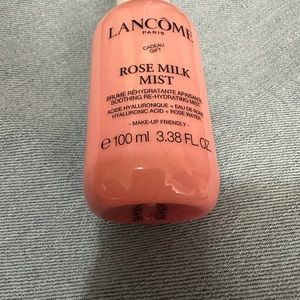 LANCÔME
PARIS
CADEAU
GIFT
ROSE MILK
MIST
BRUME RÉHYDRATANTE APAISANTE
SOOTHING RE-HYDRATING MIST
ACIDE HYALURONIQUE + EAU DE ROSE
HYALURONIC ACID + ROSE WATER
- MAKE-UP FRIENDLY -
e 100 ml 3.38 FL. OZ.